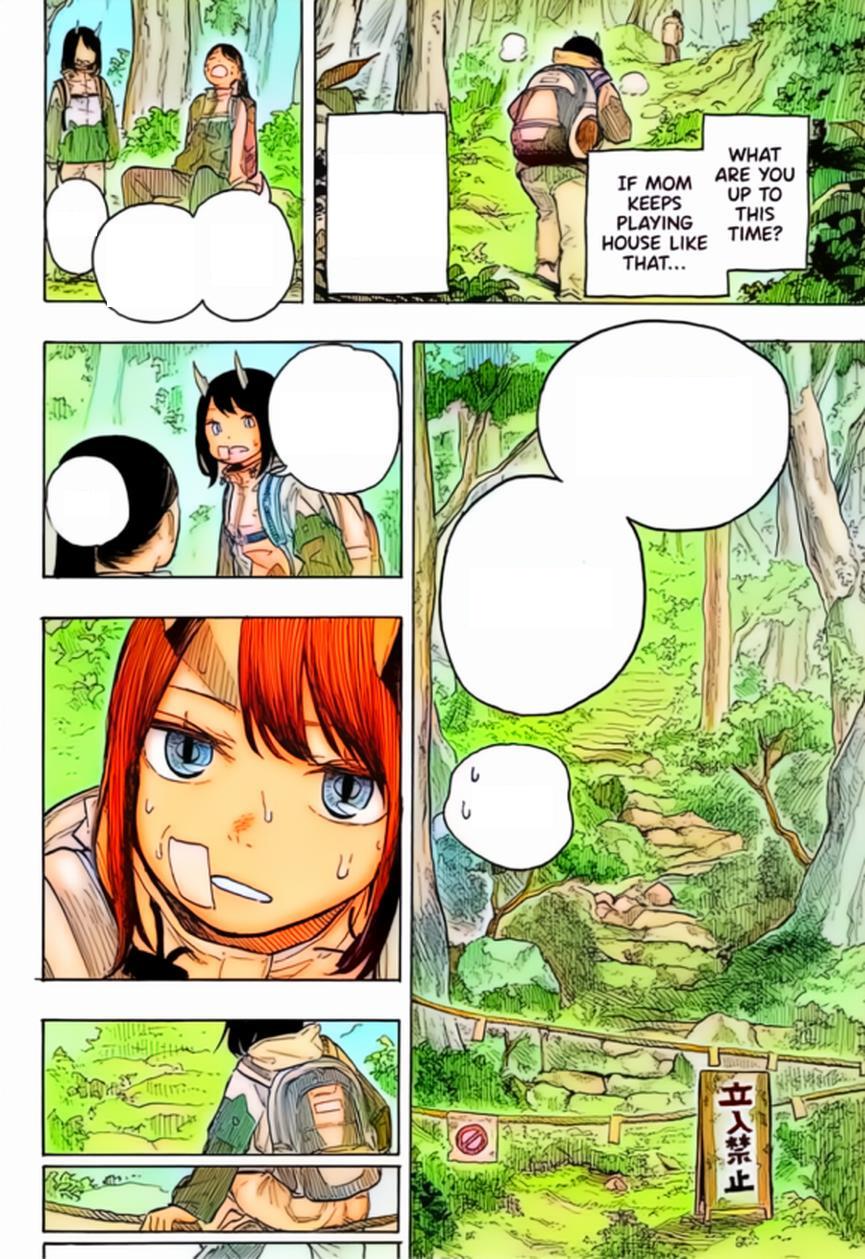 WHAT
ARE YOU
UP TO
THIS
TIME?
IF MOM
KEEPS
PLAYING
HOUSE LIKE
THAT...
立入禁止